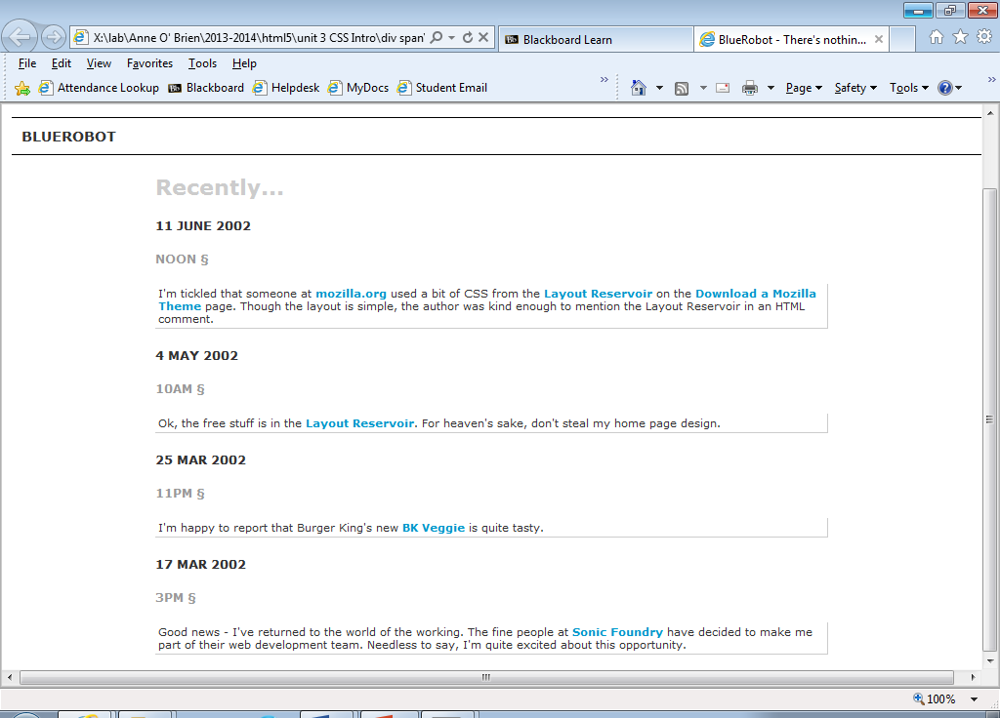 X:\lab\Anne O' Brien\2013-2014\html5\unit 3 CSS Intro\div span\
Blackboard Learn
BlueRobot - There's nothin...
File Edit View Favorites Tools Help
Attendance Lookup Blackboard Helpdesk MyDocs Student Email
Page Safety Tools
BLUEROBOT
Recently...
11 JUNE 2002
NOON §
I'm tickled that someone at mozilla.org used a bit of CSS from the Layout Reservoir on the Download a Mozilla
Theme page. Though the layout is simple, the author was kind enough to mention the Layout Reservoir in an HTML
comment.
4 MAY 2002
10AM §
Ok, the free stuff is in the Layout Reservoir. For heaven's sake, don't steal my home page design.
25 MAR 2002
11PM §
I'm happy to report that Burger King's new BK Veggie is quite tasty.
17 MAR 2002
3PM §
Good news - I've returned to the world of the working. The fine people at Sonic Foundry have decided to make me
part of their web development team. Needless to say, I'm quite excited about this opportunity.
100%